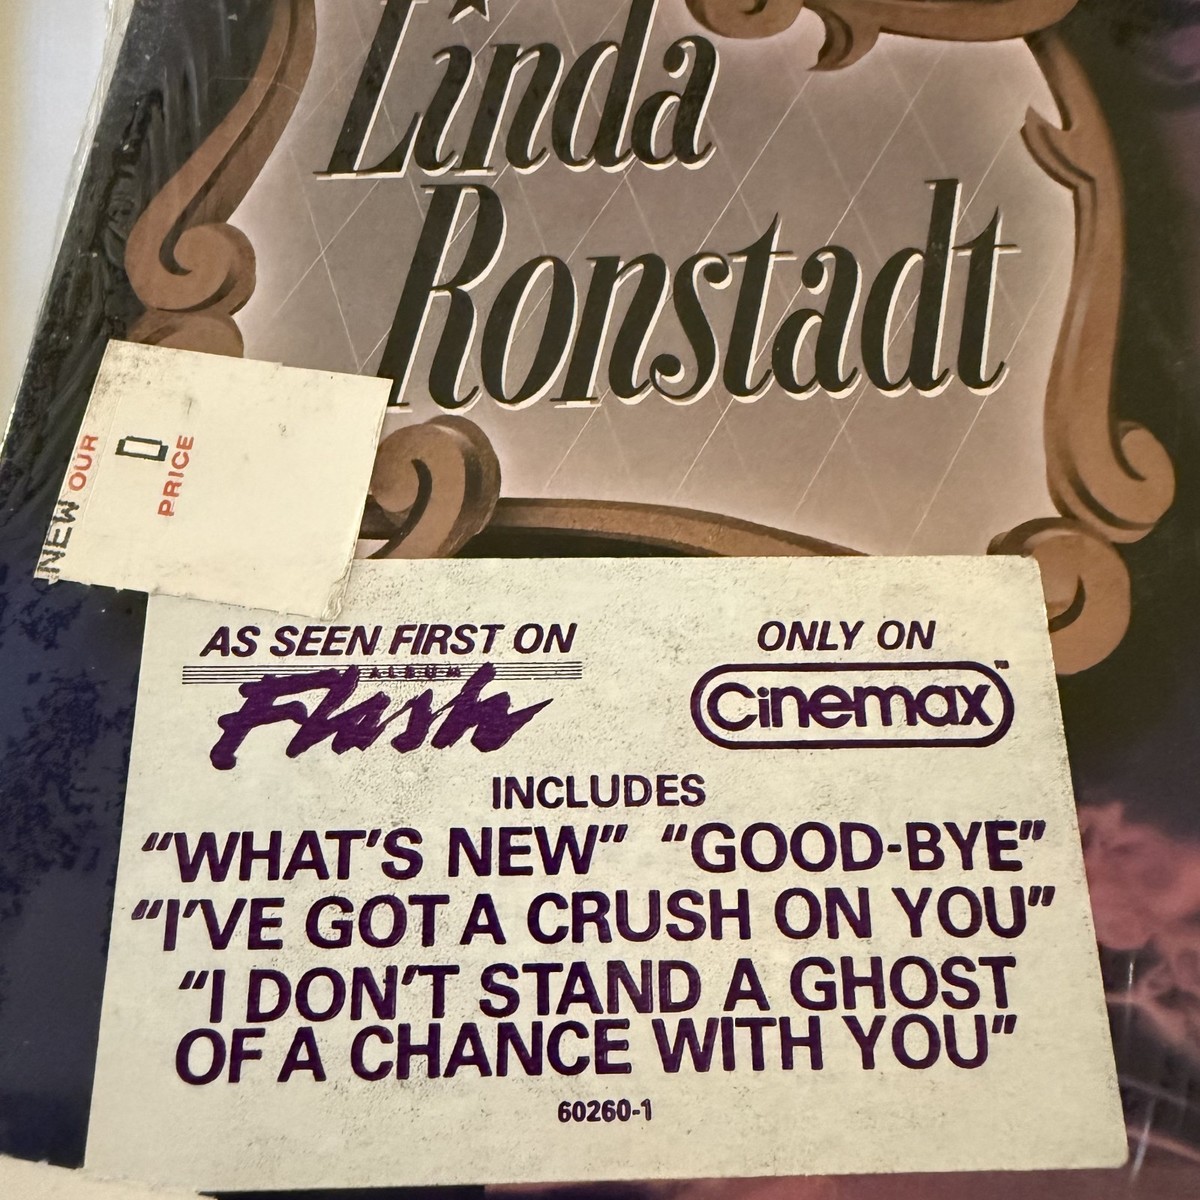 Linda
Ronstadt
NEW
OUR
PRICE
AS SEEN FIRST ON
ALBUM
Flash
ONLY ON
Cinemax™
INCLUDES
“WHAT’S NEW” “GOOD-BYE”
“I’VE GOT A CRUSH ON YOU”
“I DON’T STAND A GHOST
OF A CHANCE WITH YOU”
60260-1